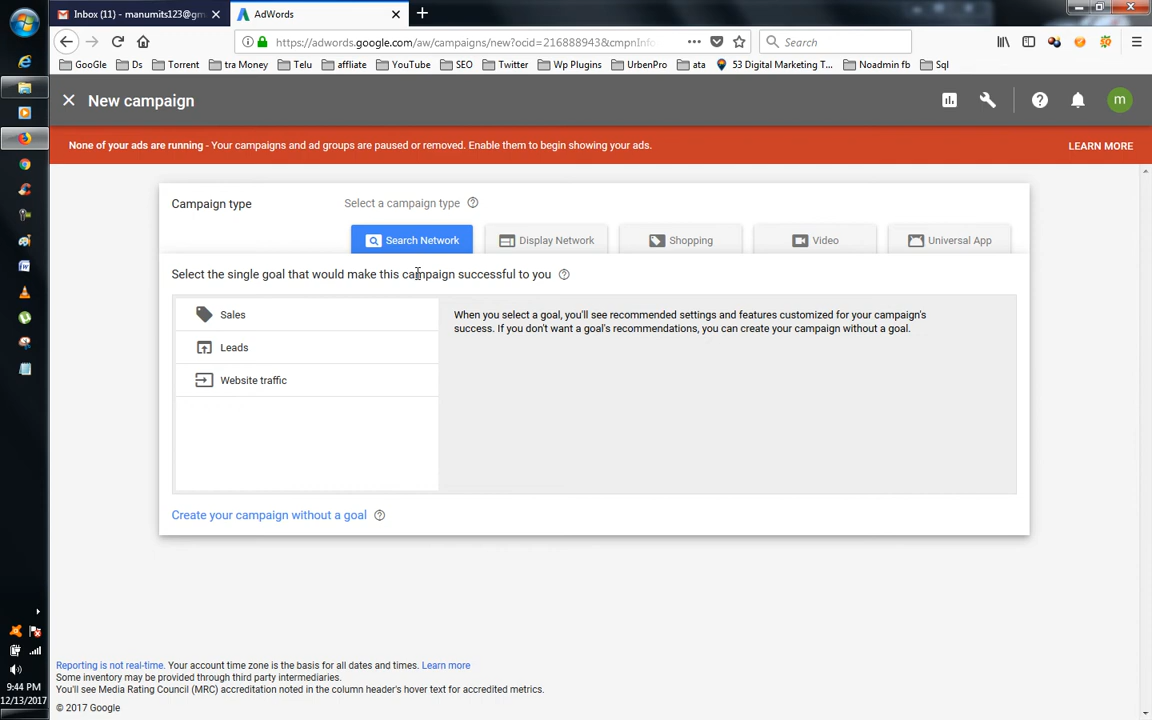 Inbox (1) - manumits123@gm
AdWords
https://adwords.google.com/aw/campaigns/new?ocid=216888943&cmpnInfo
Search
GooGle
Ds
Torrent
tra Money
Telu
affliate
YouTube
SEO
Twitter
Wp Plugins
UrbenPro
ata
53 Digital Marketing T...
Noadmin fb
Sql
New campaign
m
None of your ads are running - Your campaigns and ad groups are paused or removed. Enable them to begin showing your ads.
LEARN MORE
Campaign type
Select a campaign type
Search Network
Display Network
Shopping
Video
Universal App
Select the single goal that would make this campaign successful to you
Sales
Leads
Website traffic
When you select a goal, you'll see recommended settings and features customized for your campaign's
success. If you don't want a goal's recommendations, you can create your campaign without a goal.
Create your campaign without a goal
Reporting is not real-time. Your account time zone is the basis for all dates and times. Learn more
Some inventory may be provided through third party intermediaries.
You'll see Media Rating Council (MRC) accreditation noted in the column header's hover text for accredited metrics.
© 2017 Google
9:44 PM
12/13/2017